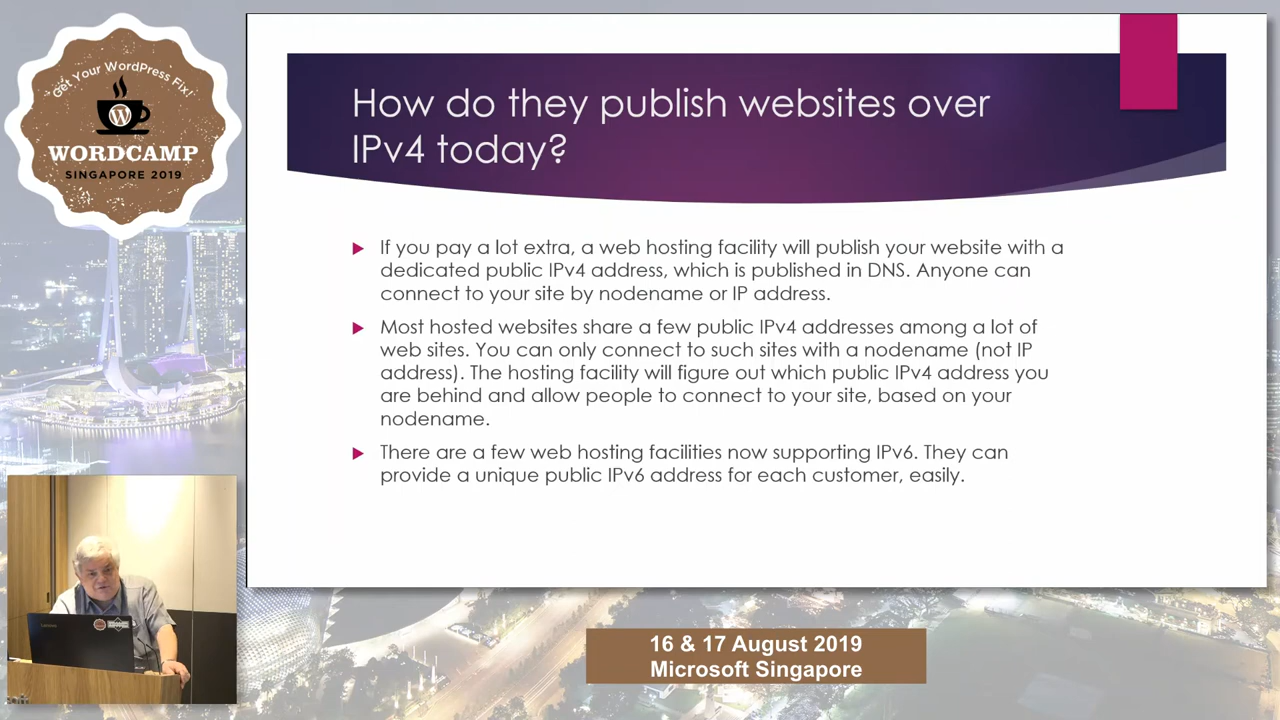 Get Your WordPress Fix!
WORDCAMP
SINGAPORE 2019
How do they publish websites over
IPv4 today?
If you pay a lot extra, a web hosting facility will publish your website with a
dedicated public IPv4 address, which is published in DNS. Anyone can
connect to your site by nodename or IP address.
Most hosted websites share a few public IPv4 addresses among a lot of
web sites. You can only connect to such sites with a nodename (not IP
address). The hosting facility will figure out which public IPv4 address you
are behind and allow people to connect to your site, based on your
nodename.
There are a few web hosting facilities now supporting IPv6. They can
provide a unique public IPv6 address for each customer, easily.
16 & 17 August 2019
Microsoft Singapore